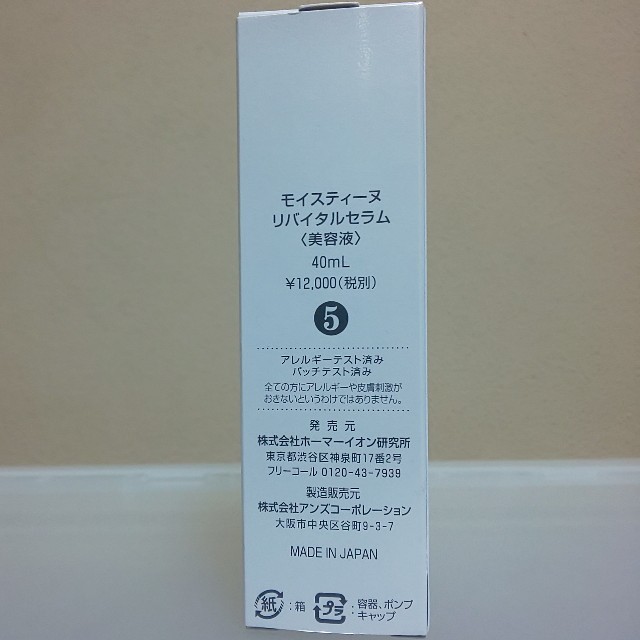 モイスティーヌ
リバイタルセラム
〈美容液〉
40mL
¥12,000(税別)
5
アレルギーテスト済み
パッチテスト済み
全ての方にアレルギーや皮膚刺激が
おきないというわけではありません。
発売元
株式会社ホーマーイオン研究所
東京都渋谷区神泉町17番2号
フリーコール 0120-43-7939
製造販売元
株式会社アンズコーポレーション
大阪市中央区谷町9-3-7
MADE IN JAPAN
紙 :箱 プラ :容器、ポンプ
キャップ